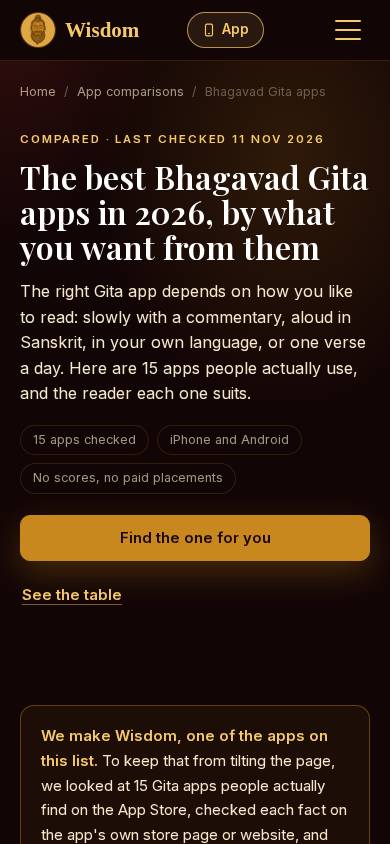 Wisdom
App
Home / App comparisons / Bhagavad Gita apps
COMPARED · LAST CHECKED 11 NOV 2026
The best Bhagavad Gita
apps in 2026, by what
you want from them
The right Gita app depends on how you like
to read: slowly with a commentary, aloud in
Sanskrit, in your own language, or one verse
a day. Here are 15 apps people actually use,
and the reader each one suits.
15 apps checked
iPhone and Android
No scores, no paid placements
Find the one for you
See the table
We make Wisdom, one of the apps on
this list. To keep that from tilting the page,
we looked at 15 Gita apps people actually
find on the App Store, checked each fact on
the app's own store page or website, and